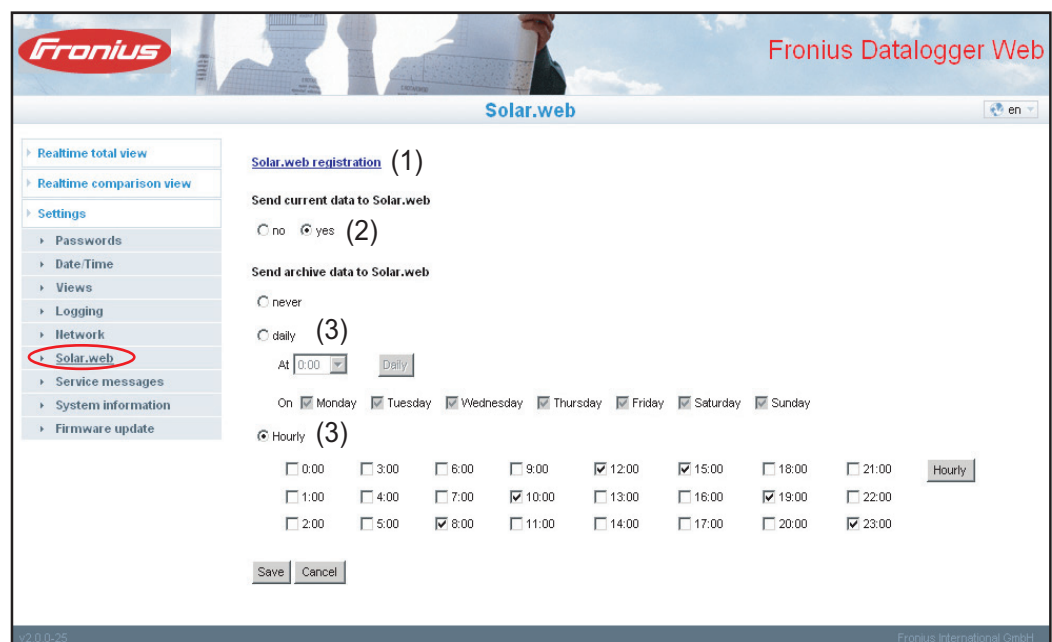 Fronius
Fronius Datalogger Web
Solar.web
en
Realtime total view
Realtime comparison view
Settings
Passwords
Date/Time
Views
Logging
Network
Solar.web
Service messages
System information
Firmware update
Solar.web registration (1)
Send current data to Solar.web
no yes (2)
Send archive data to Solar.web
never
daily (3)
At 0:00 Daily
On Monday Tuesday Wednesday Thursday Friday Saturday Sunday
Hourly (3)
0:00 3:00 6:00 9:00 12:00 15:00 18:00 21:00 Hourly
1:00 4:00 7:00 10:00 13:00 16:00 19:00 22:00
2:00 5:00 8:00 11:00 14:00 17:00 20:00 23:00
Save Cancel
v2.0.0-25 Fronius International GmbH